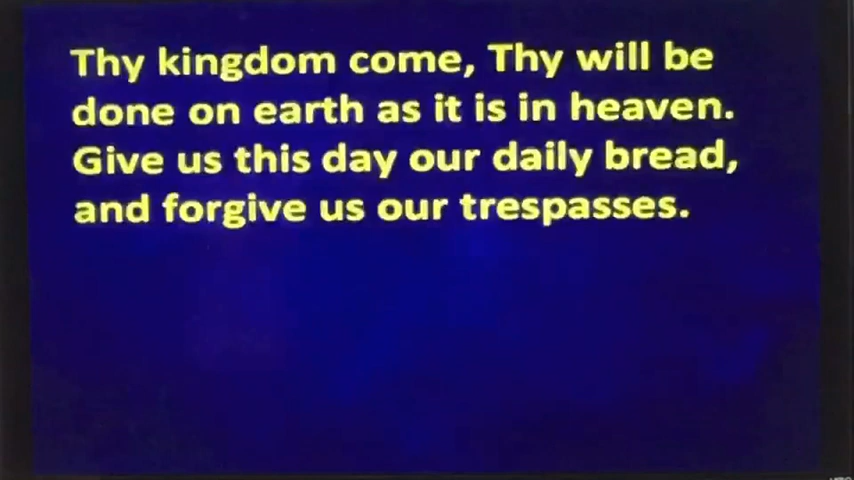 Thy kingdom come, Thy will be
done on earth as it is in heaven.
Give us this day our daily bread,
and forgive us our trespasses.